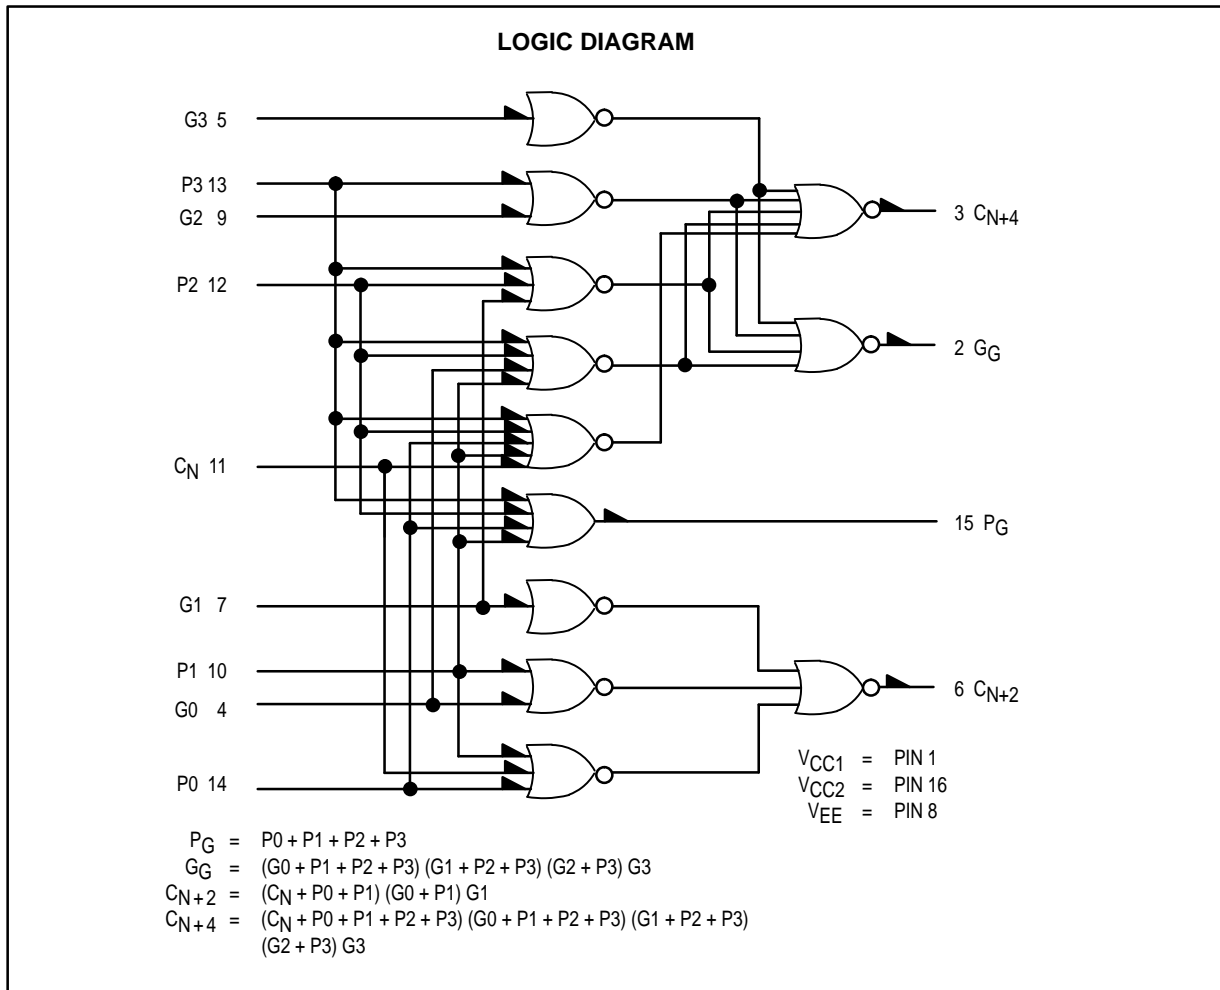 LOGIC DIAGRAM
G3 5
P3 13
G2 9
P2 12
CN 11
G1 7
P1 10
G0 4
P0 14
3 CN+4
2 GG
15 PG
6 CN+2
VCC1 = PIN 1
VCC2 = PIN 16
VEE = PIN 8
PG = P0 + P1 + P2 + P3
GG = (G0 + P1 + P2 + P3) (G1 + P2 + P3) (G2 + P3) G3
CN+2 = (CN + P0 + P1) (G0 + P1) G1
CN+4 = (CN + P0 + P1 + P2 + P3) (G0 + P1 + P2 + P3) (G1 + P2 + P3)
(G2 + P3) G3